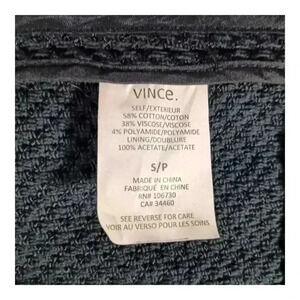 VINCE.
SELF/EXTERIEUR
58% COTTON/COTON
38% VISCOSE/VISCOSE
4% POLYAMIDE/POLYAMIDE
LINING/DOUBLURE
100% ACETATE/ACETATE
S/P
MADE IN CHINA
FABRIQUÉ EN CHINE
RN# 106730
CA# 34460
SEE REVERSE FOR CARE
VOIR AU VERSO POUR LES SOINS